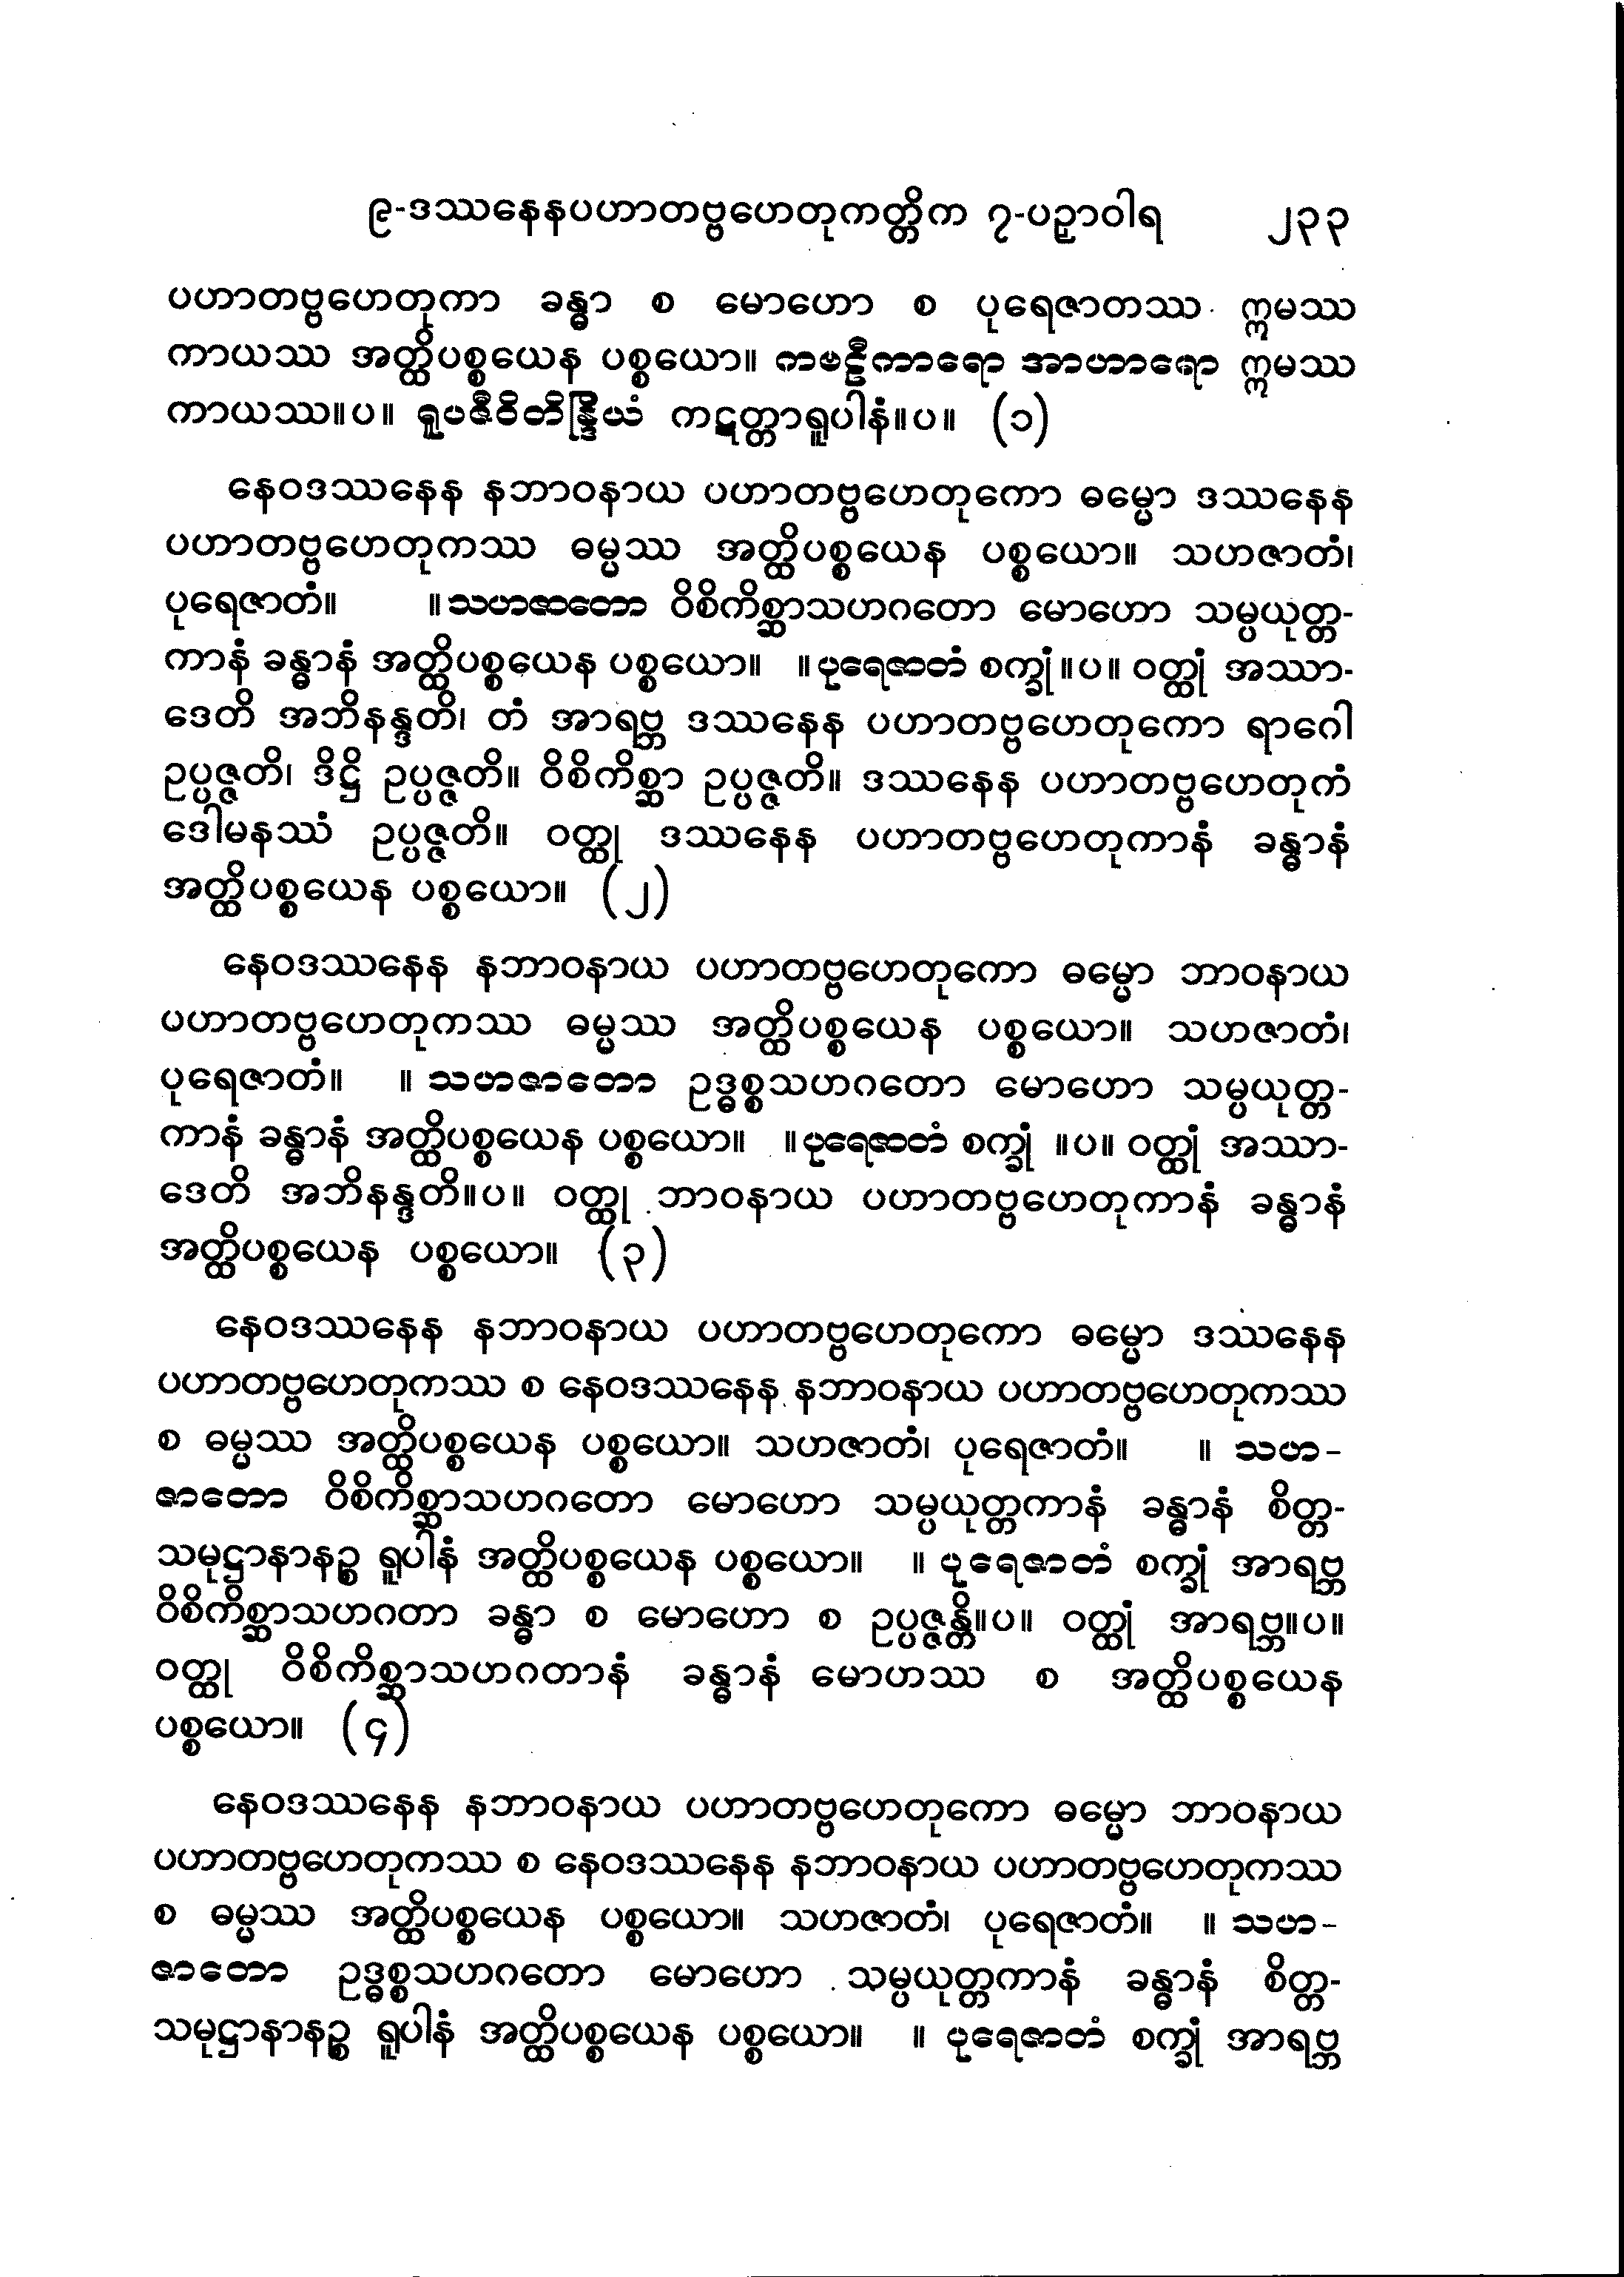 ၉-ဒဿနေနပဟာတဗ္ဗဟေတုကတ္တိက ၇-ပဉှာဝါရ ၂၃၃
ပဟာတဗ္ဗဟေတုကာ ခန္ဓာ စ မောဟော စ ပုရေဇာတဿ ဣမဿ
ကာယဿ အတ္ထိပစ္စယေန ပစ္စယော။ ကဗဠီကာရော အာဟာရော ဣမဿ
ကာယဿ။ပ။ ရူပဇီဝိတိန္ဒြိယံ ကဋတ္တာရူပါနံ။ပ။ (၁)
နေဝဒဿနေန နဘာဝနာယ ပဟာတဗ္ဗဟေတုကော ဓမ္မော ဒဿနေန
ပဟာတဗ္ဗဟေတုကဿ ဓမ္မဿ အတ္ထိပစ္စယေန ပစ္စယော။ သဟဇာတံ၊
ပုရေဇာတံ။ ။သဟဇာတော ဝိစိကိစ္ဆာသဟဂတော မောဟော သမ္ပယုတ္တ-
ကာနံ ခန္ဓာနံ အတ္ထိပစ္စယေန ပစ္စယော။ ။ပုရေဇာတံ စက္ခုံ။ပ။ ဝတ္ထုံ အဿာ-
ဒေတိ အဘိနန္ဒတိ၊ တံ အာရဗ္ဘ ဒဿနေန ပဟာတဗ္ဗဟေတုကော ရာဂေါ
ဥပ္ပဇ္ဇတိ၊ ဒိဋ္ဌိ ဥပ္ပဇ္ဇတိ။ ဝိစိကိစ္ဆာ ဥပ္ပဇ္ဇတိ။ ဒဿနေန ပဟာတဗ္ဗဟေတုကံ
ဒေါမနဿံ ဥပ္ပဇ္ဇတိ။ ဝတ္ထု ဒဿနေန ပဟာတဗ္ဗဟေတုကာနံ ခန္ဓာနံ
အတ္ထိပစ္စယေန ပစ္စယော။ (၂)
နေဝဒဿနေန နဘာဝနာယ ပဟာတဗ္ဗဟေတုကော ဓမ္မော ဘာဝနာယ
ပဟာတဗ္ဗဟေတုကဿ ဓမ္မဿ အတ္ထိပစ္စယေန ပစ္စယော။ သဟဇာတံ၊
ပုရေဇာတံ။ ။သဟဇာတော ဥဒ္ဓစ္စသဟဂတော မောဟော သမ္ပယုတ္တ-
ကာနံ ခန္ဓာနံ အတ္ထိပစ္စယေန ပစ္စယော။ ။ပုရေဇာတံ စက္ခုံ ။ပ။ ဝတ္ထုံ အဿာ-
ဒေတိ အဘိနန္ဒတိ။ပ။ ဝတ္ထု ဘာဝနာယ ပဟာတဗ္ဗဟေတုကာနံ ခန္ဓာနံ
အတ္ထိပစ္စယေန ပစ္စယော။ (၃)
နေဝဒဿနေန နဘာဝနာယ ပဟာတဗ္ဗဟေတုကော ဓမ္မော ဒဿနေန
ပဟာတဗ္ဗဟေတုကဿ စ နေဝဒဿနေန နဘာဝနာယ ပဟာတဗ္ဗဟေတုကဿ
စ ဓမ္မဿ အတ္ထိပစ္စယေန ပစ္စယော။ သဟဇာတံ၊ ပုရေဇာတံ။ ။ သဟ-
ဇာတော ဝိစိကိစ္ဆာသဟဂတော မောဟော သမ္ပယုတ္တကာနံ ခန္ဓာနံ စိတ္တ-
သမုဋ္ဌာနာနဉ္စ ရူပါနံ အတ္ထိပစ္စယေန ပစ္စယော။ ။ ပုရေဇာတံ စက္ခုံ အာရဗ္ဘ
ဝိစိကိစ္ဆာသဟဂတာ ခန္ဓာ စ မောဟော စ ဥပ္ပဇ္ဇန္တိ။ပ။ ဝတ္ထုံ အာရဗ္ဘ။ပ။
ဝတ္ထု ဝိစိကိစ္ဆာသဟဂတာနံ ခန္ဓာနံ မောဟဿ စ အတ္ထိပစ္စယေန
ပစ္စယော။ (၄)
နေဝဒဿနေန နဘာဝနာယ ပဟာတဗ္ဗဟေတုကော ဓမ္မော ဘာဝနာယ
ပဟာတဗ္ဗဟေတုကဿ စ နေဝဒဿနေန နဘာဝနာယ ပဟာတဗ္ဗဟေတုကဿ
စ ဓမ္မဿ အတ္ထိပစ္စယေန ပစ္စယော။ သဟဇာတံ၊ ပုရေဇာတံ။ ။ သဟ-
ဇာတော ဥဒ္ဓစ္စသဟဂတော မောဟော သမ္ပယုတ္တကာနံ ခန္ဓာနံ စိတ္တ-
သမုဋ္ဌာနာနဉ္စ ရူပါနံ အတ္ထိပစ္စယေန ပစ္စယော။ ။ ပုရေဇာတံ စက္ခုံ အာရဗ္ဘ